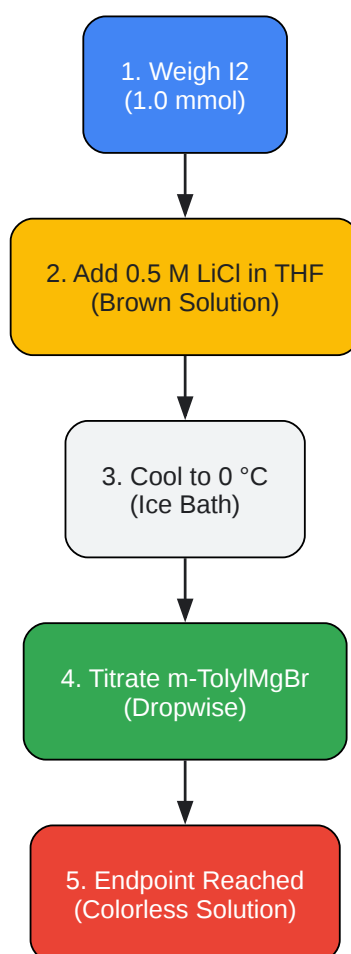 1. Weigh I2
(1.0 mmol)
2. Add 0.5 M LiCl in THF
(Brown Solution)
3. Cool to 0 °C
(Ice Bath)
4. Titrate m-TolylMgBr
(Dropwise)
5. Endpoint Reached
(Colorless Solution)